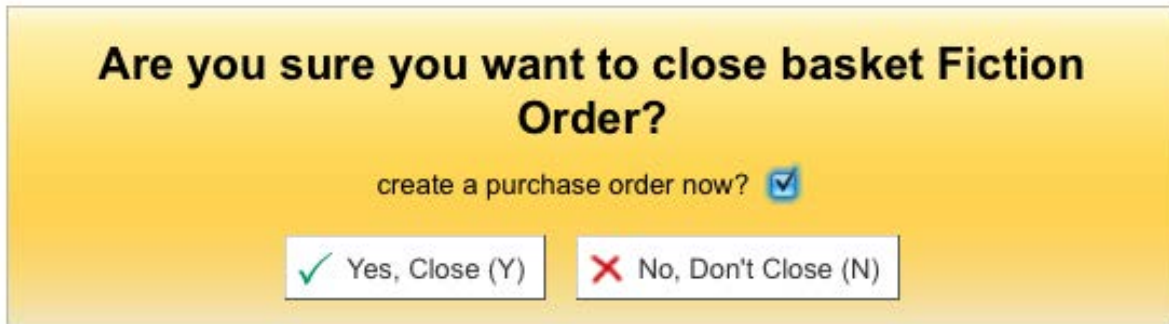 Are you sure you want to close basket Fiction
Order?
create a purchase order now?
Yes, Close (Y)
No, Don't Close (N)